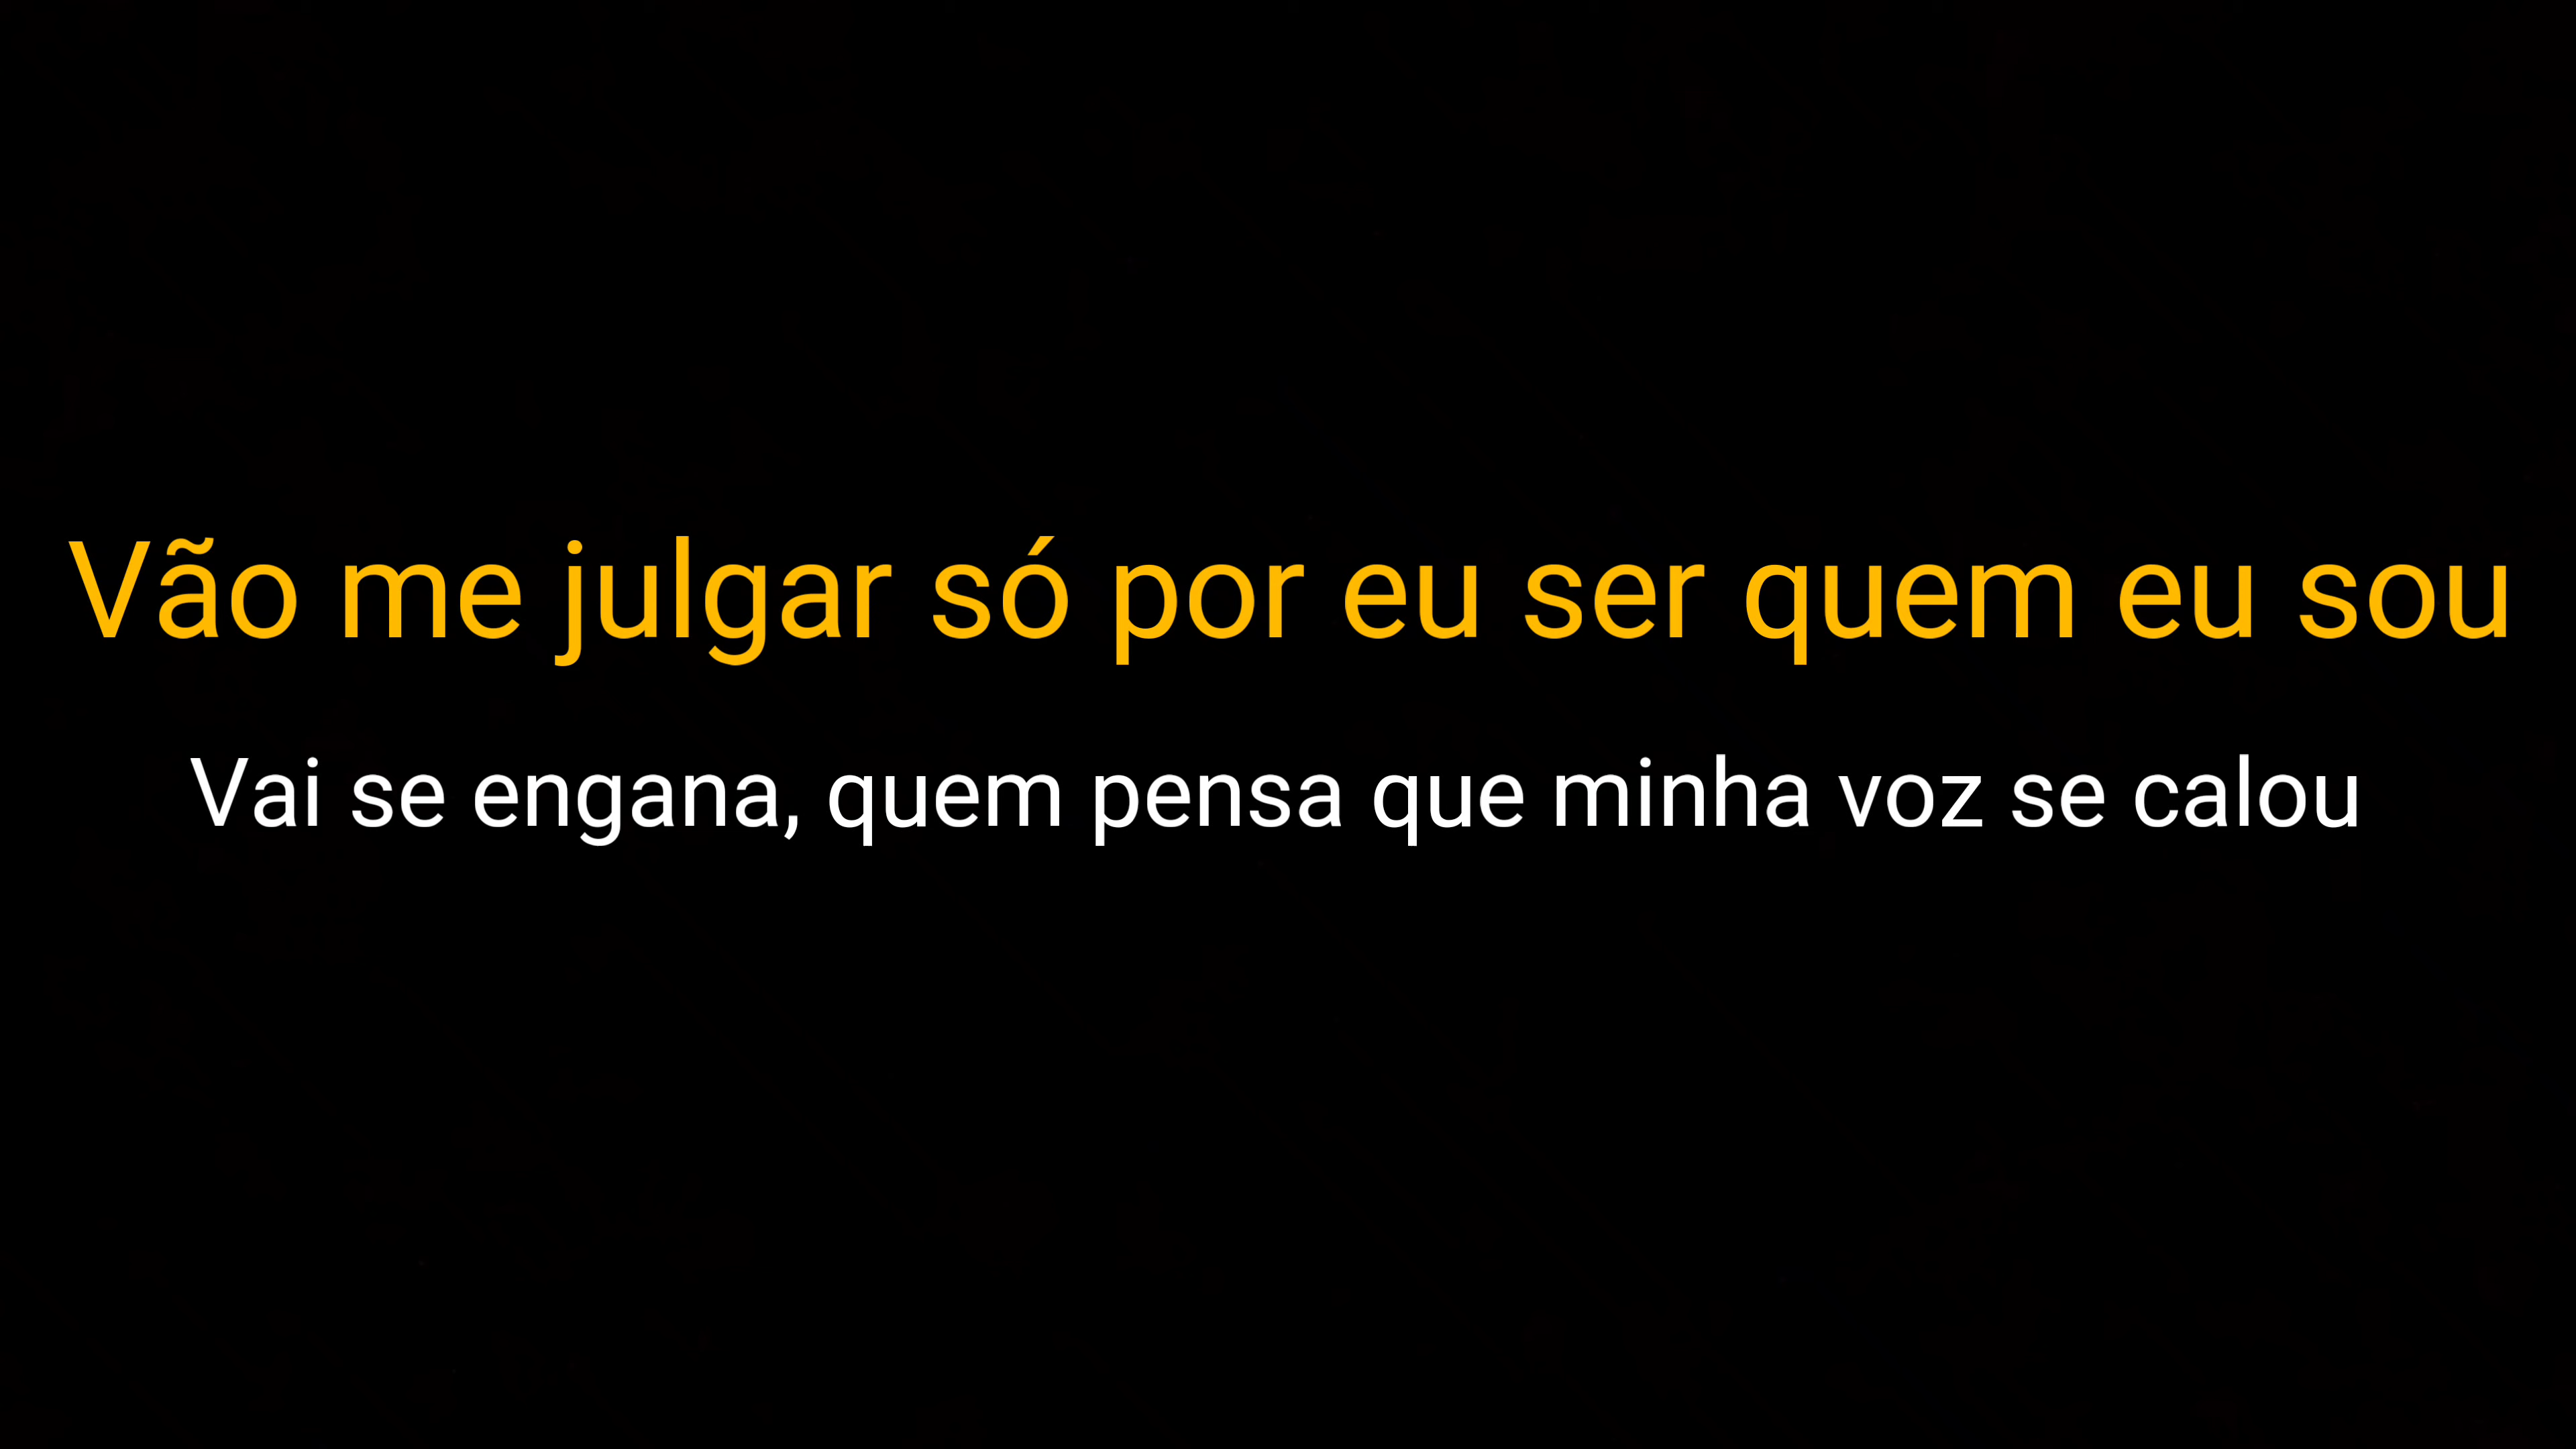 Vão me julgar só por eu ser quem eu sou
Vai se engana, quem pensa que minha voz se calou